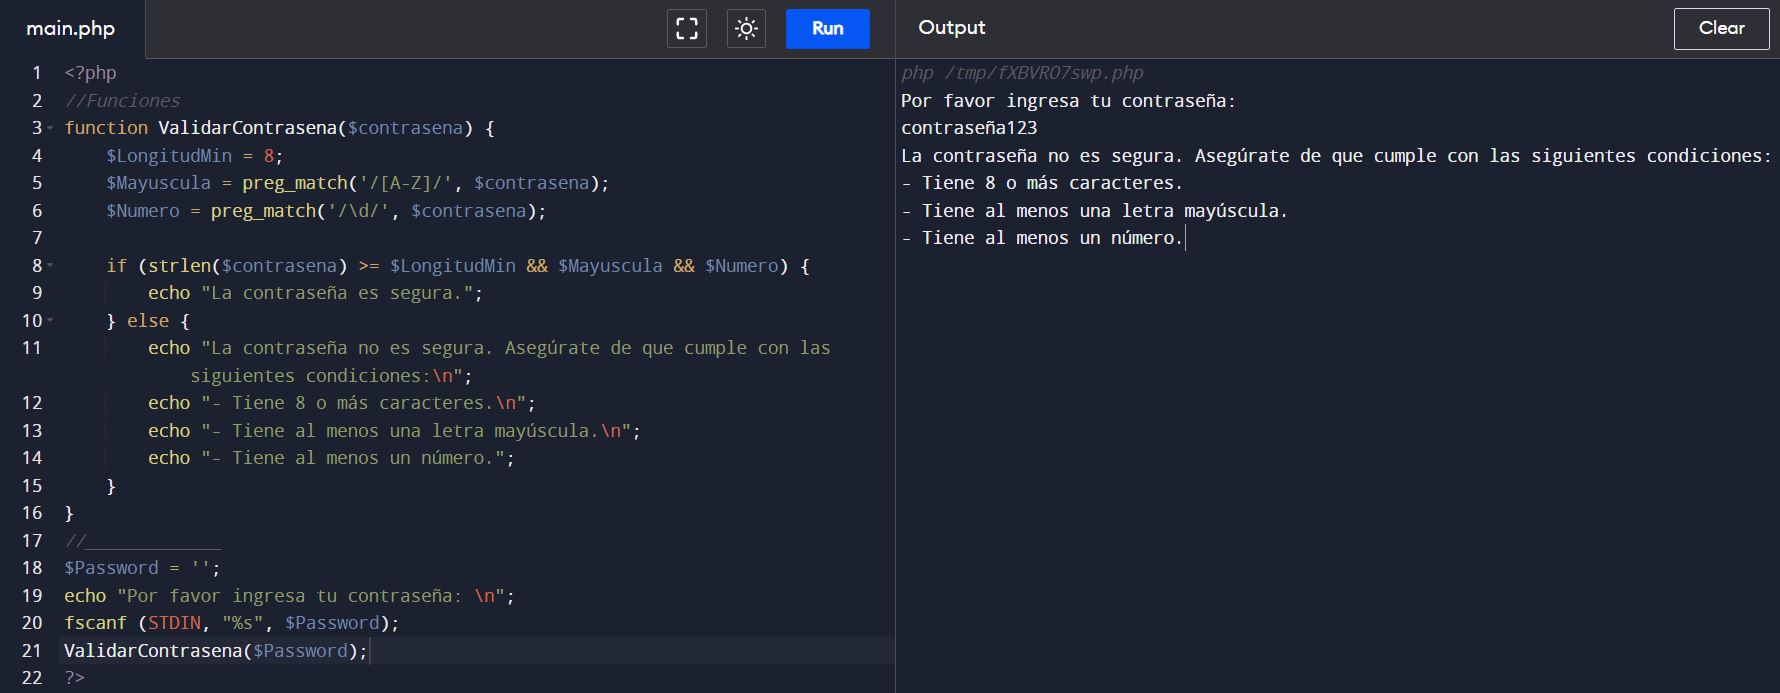 main.php
Run
Output
Clear
1 <?php
2 //Funciones
3 function ValidarContrasena($contrasena) {
4 $LongitudMin = 8;
5 $Mayuscula = preg_match('/[A-Z]/', $contrasena);
6 $Numero = preg_match('/\d/', $contrasena);
7
8 if (strlen($contrasena) >= $LongitudMin && $Mayuscula && $Numero) {
9 echo "La contraseña es segura.";
10 } else {
11 echo "La contraseña no es segura. Asegúrate de que cumple con las
siguientes condiciones:\n";
12 echo "- Tiene 8 o más caracteres.\n";
13 echo "- Tiene al menos una letra mayúscula.\n";
14 echo "- Tiene al menos un número.";
15 }
16 }
17 //_____________
18 $Password = '';
19 echo "Por favor ingresa tu contraseña: \n";
20 fscanf (STDIN, "%s", $Password);
21 ValidarContrasena($Password);
22 ?>
php /tmp/fXBVRO7swp.php
Por favor ingresa tu contraseña:
contraseña123
La contraseña no es segura. Asegúrate de que cumple con las siguientes condiciones:
- Tiene 8 o más caracteres.
- Tiene al menos una letra mayúscula.
- Tiene al menos un número.